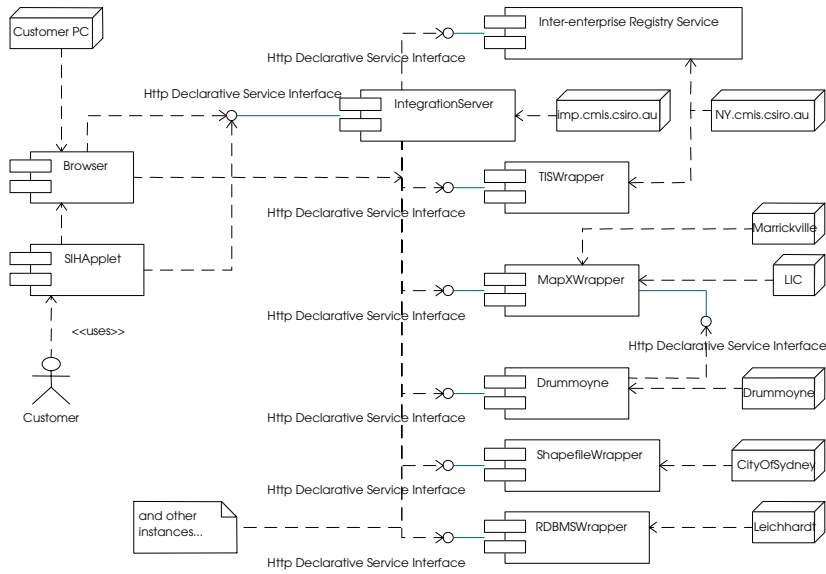 Inter-enterprise Registry Service
Customer PC
Http Declarative Service Interface
Http Declarative Service Interface
IntegrationServer
imp.cmis.csiro.au
NY.cmis.csiro.au
Browser
TISWrapper
Http Declarative Service Interface
Marrickville
SIHApplet
MapXWrapper
LIC
Http Declarative Service Interface
<<uses>>
Http Declarative Service Interface
Drummoyne
Drummoyne
Customer
Http Declarative Service Interface
ShapefileWrapper
CityOfSydney
Http Declarative Service Interface
and other
instances...
RDBMSWrapper
Leichhardt
Http Declarative Service Interface